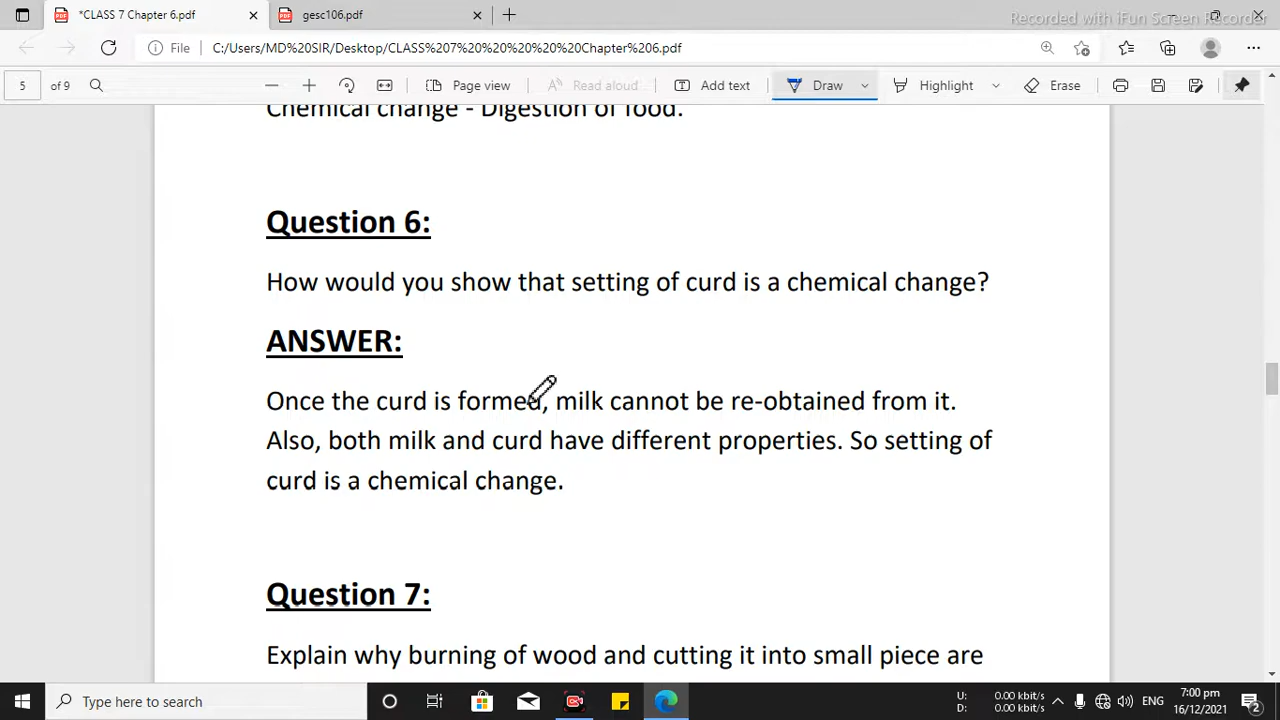 *CLASS 7 Chapter 6.pdf
gesc106.pdf
Recorded with iFun Screen Recorder
File
C:/Users/MD%20SIR/Desktop/CLASS%207%20%20%20%20%20Chapter%206.pdf
5 of 9
Page view
Read aloud
Add text
Draw
Highlight
Erase
Chemical change - Digestion of food.
Question 6:
How would you show that setting of curd is a chemical change?
ANSWER:
Once the curd is formed, milk cannot be re-obtained from it.
Also, both milk and curd have different properties. So setting of
curd is a chemical change.
Question 7:
Explain why burning of wood and cutting it into small piece are
Type here to search
U: 0.00 kbit/s
D: 0.00 kbit/s
ENG
7:00 pm
16/12/2021
2